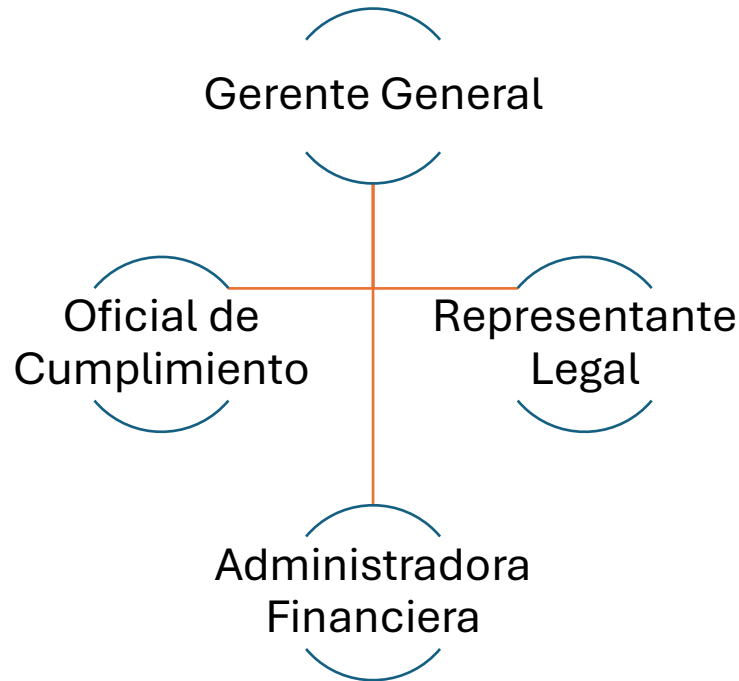 Gerente General
Oficial de
Cumplimiento
Representante
Legal
Administradora
Financiera